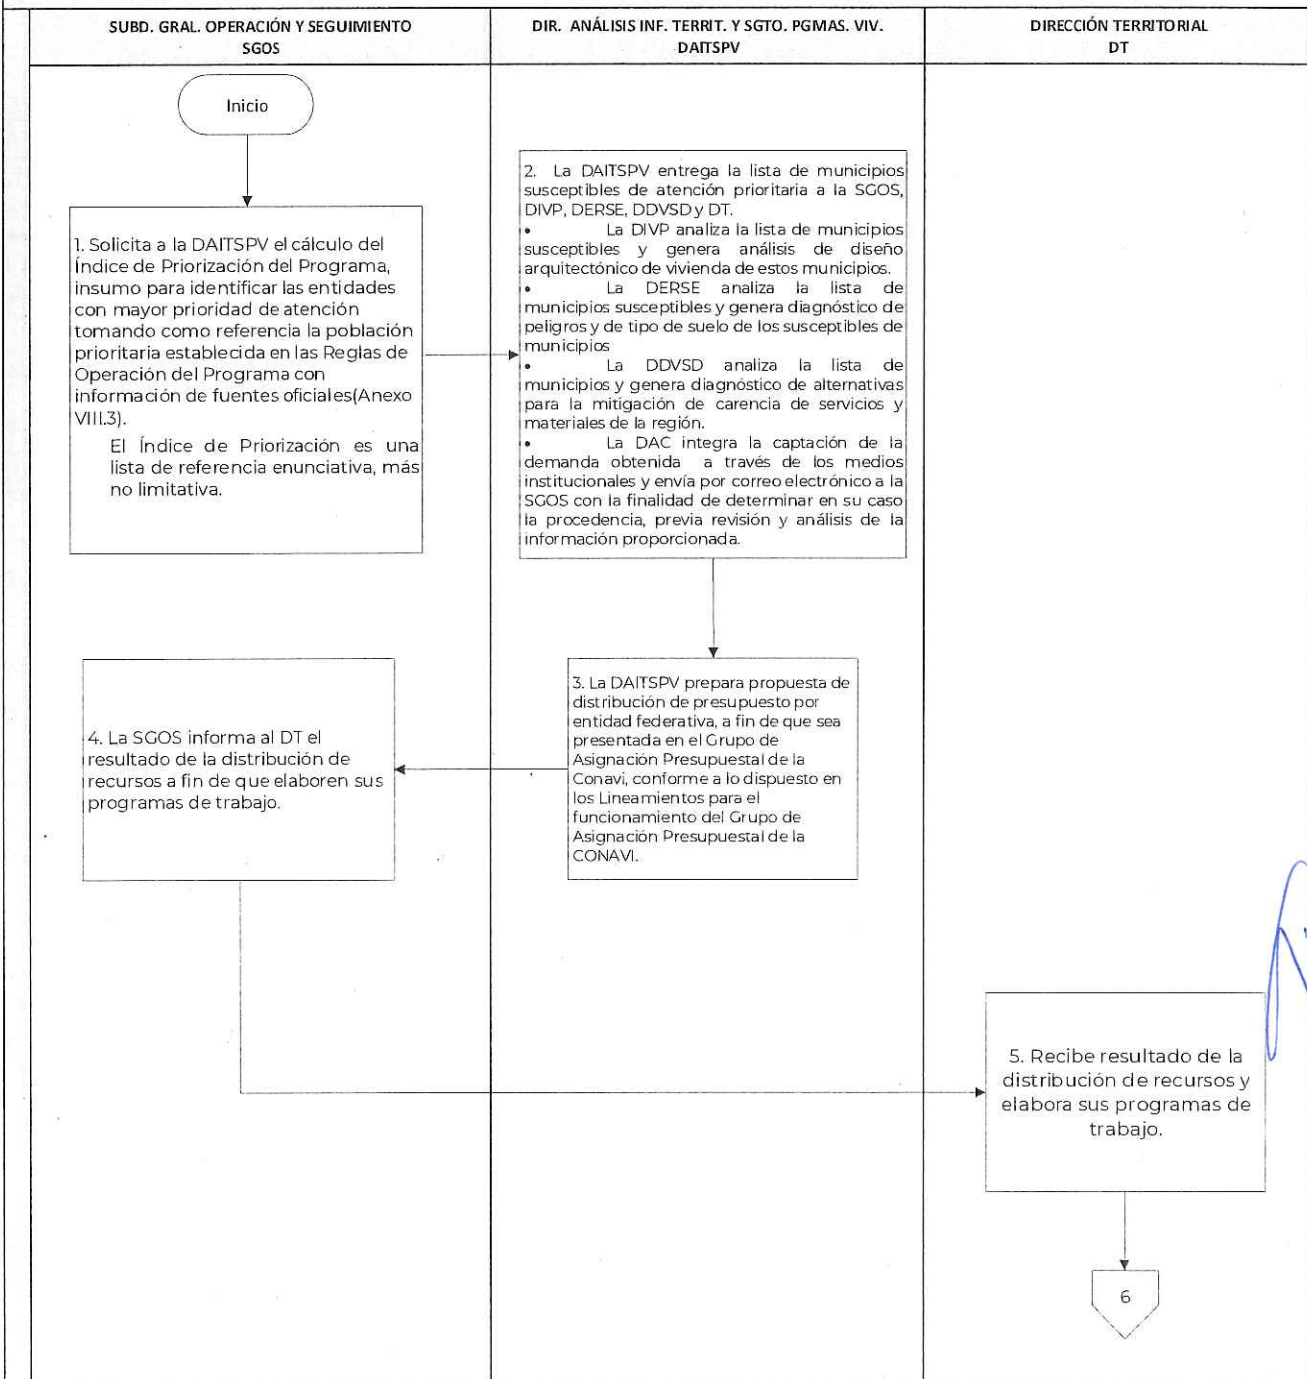 SUBD. GRAL. OPERACIÓN Y SEGUIMIENTO
SGOS
DIR. ANÁLISIS INF. TERRIT. Y SGTO. PGMAS. VIV.
DAITSPV
DIRECCIÓN TERRITORIAL
DT
Inicio
1. Solicita a la DAITSPV el cálculo del
Índice de Priorización del Programa,
insumo para identificar las entidades
con mayor prioridad de atención
tomando como referencia la población
prioritaria establecida en las Reglas de
Operación del Programa con
información de fuentes oficiales(Anexo
VIII.3).
El Índice de Priorización es una
lista de referencia enunciativa, más
no limitativa.
2. La DAITSPV entrega la lista de municipios
susceptibles de atención prioritaria a la SGOS,
DIVP, DERSE, DDVSD y DT.
• La DIVP analiza la lista de municipios
susceptibles y genera análisis de diseño
arquitectónico de vivienda de estos municipios.
• La DERSE analiza la lista de
municipios susceptibles y genera diagnóstico de
peligros y de tipo de suelo de los susceptibles de
municipios
• La DDVSD analiza la lista de
municipios y genera diagnóstico de alternativas
para la mitigación de carencia de servicios y
materiales de la región.
• La DAC integra la captación de la
demanda obtenida a través de los medios
institucionales y envía por correo electrónico a la
SGOS con la finalidad de determinar en su caso
la procedencia, previa revisión y análisis de la
información proporcionada.
3. La DAITSPV prepara propuesta de
distribución de presupuesto por
entidad federativa, a fin de que sea
presentada en el Grupo de
Asignación Presupuestal de la
Conavi, conforme a lo dispuesto en
los Lineamientos para el
funcionamiento del Grupo de
Asignación Presupuestal de la
CONAVI.
4. La SGOS informa al DT el
resultado de la distribución de
recursos a fin de que elaboren sus
programas de trabajo.
5. Recibe resultado de la
distribución de recursos y
elabora sus programas de
trabajo.
6